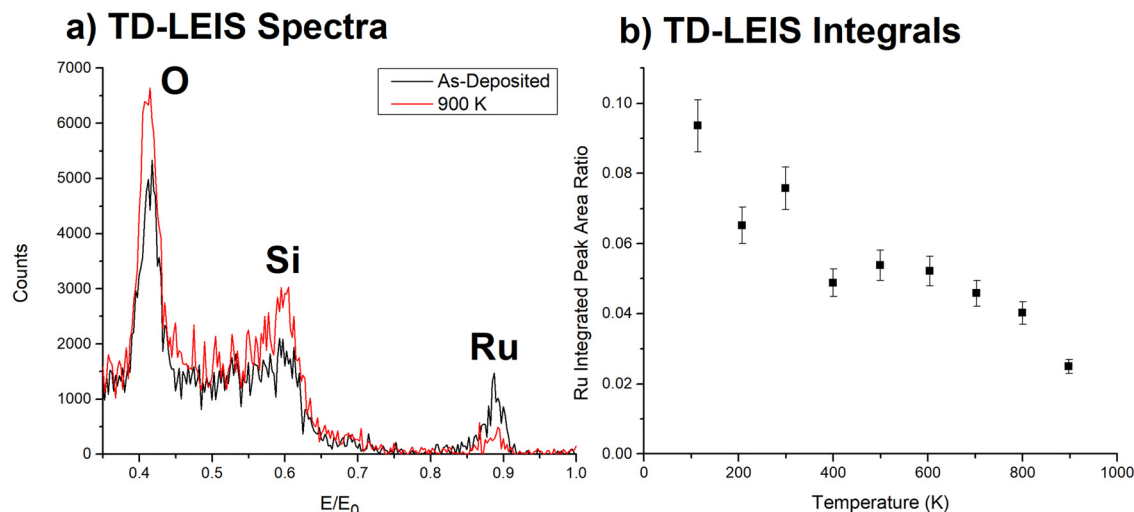 a) TD-LEIS Spectra
7000
6000
5000
4000
3000
2000
1000
0
Counts
O
Si
Ru
As-Deposited
900 K
0.4 0.5 0.6 0.7 0.8 0.9 1.0
E/E0
b) TD-LEIS Integrals
0.10
0.08
0.06
0.04
0.02
0.00
Ru Integrated Peak Area Ratio
0 200 400 600 800 1000
Temperature (K)